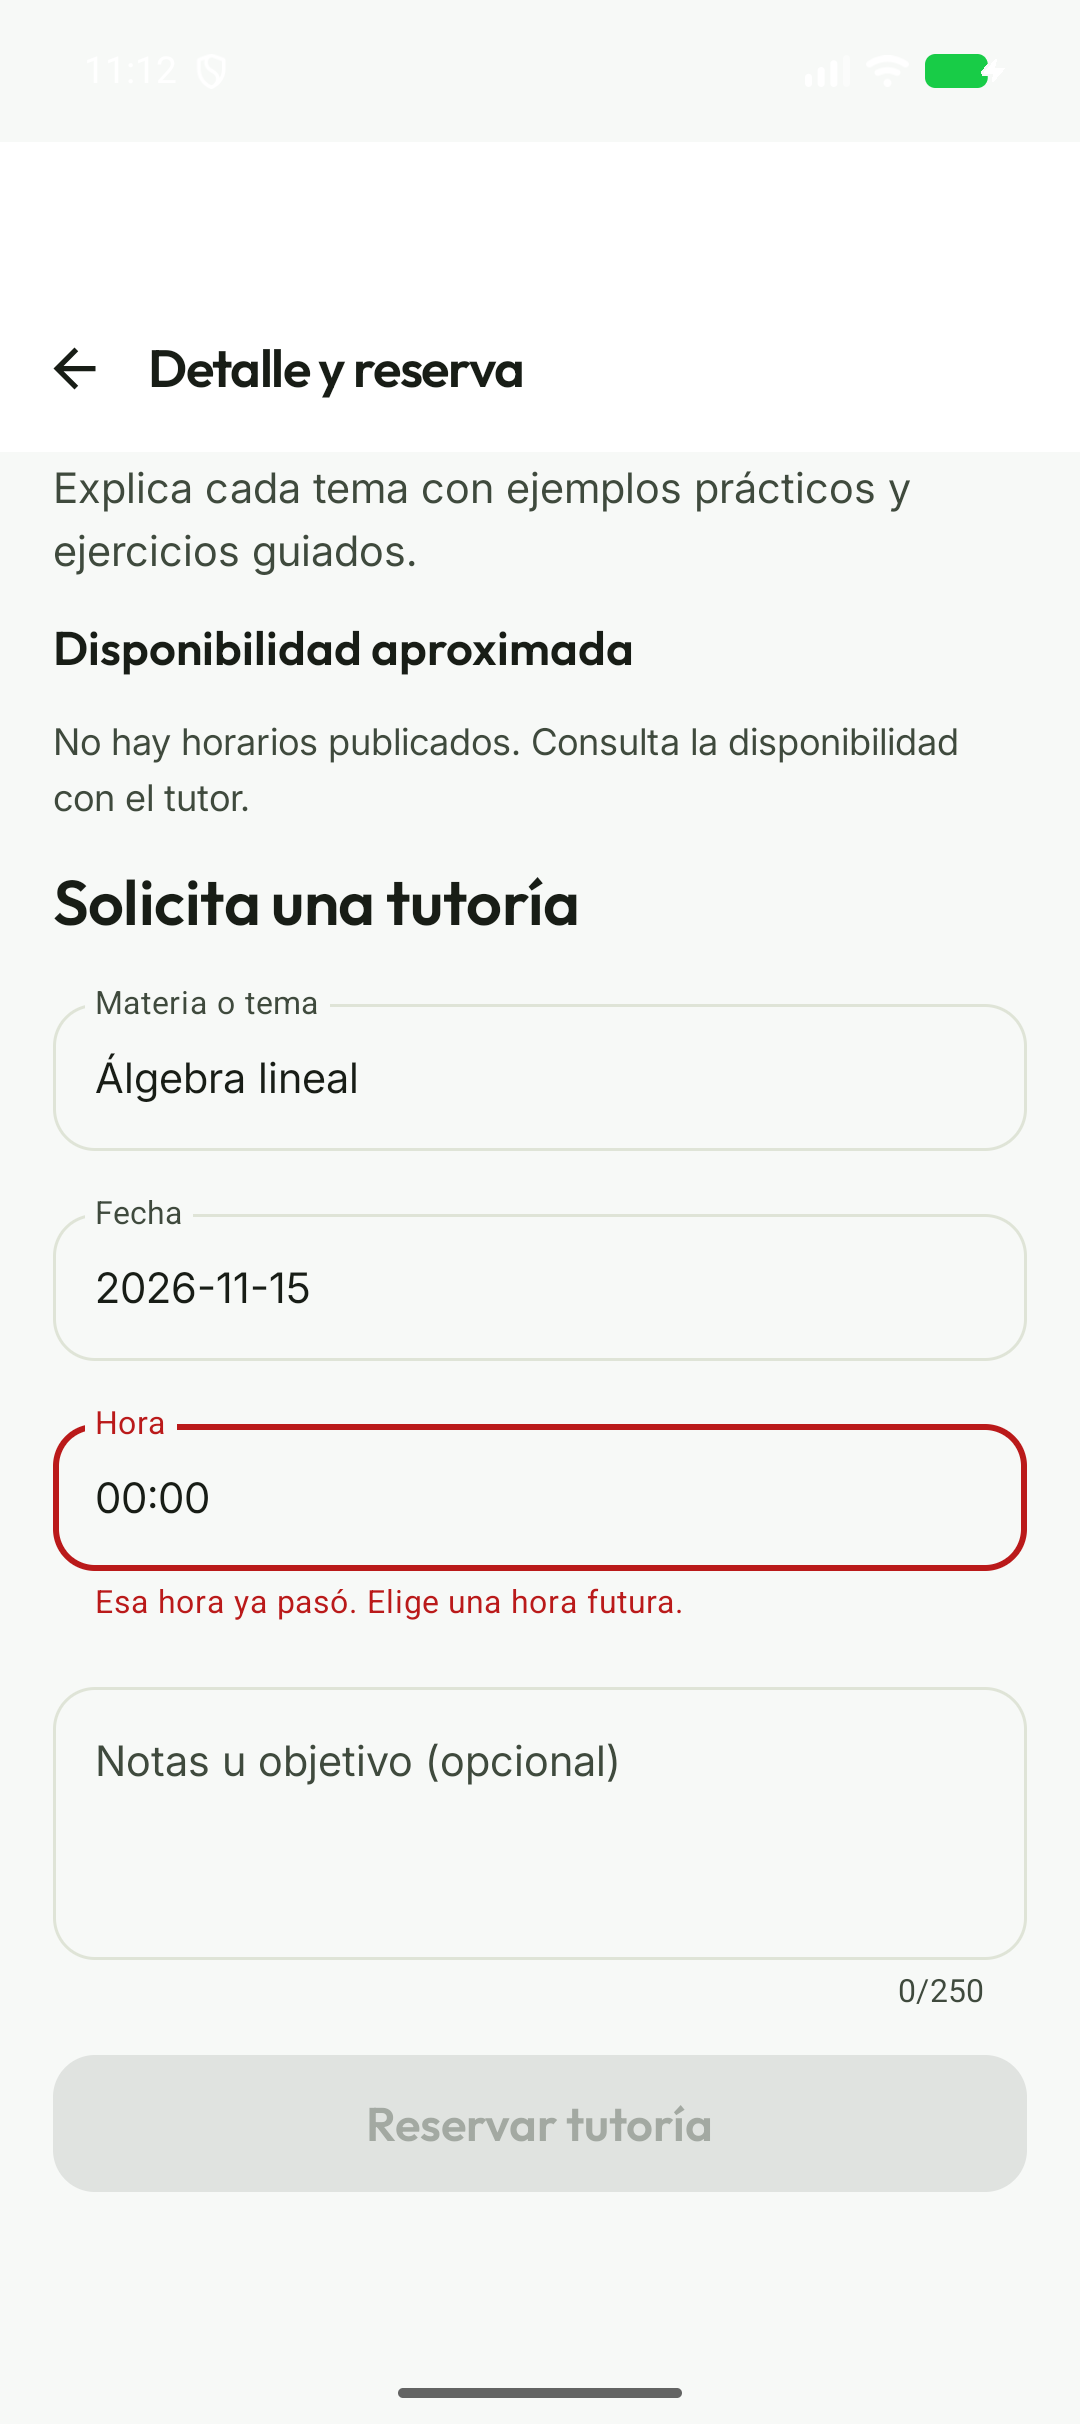 11:12
Detalle y reserva
Explica cada tema con ejemplos prácticos y
ejercicios guiados.
Disponibilidad aproximada
No hay horarios publicados. Consulta la disponibilidad
con el tutor.
Solicita una tutoría
Materia o tema
Álgebra lineal
Fecha
2026-11-15
Hora
00:00
Esa hora ya pasó. Elige una hora futura.
Notas u objetivo (opcional)
0/250
Reservar tutoría